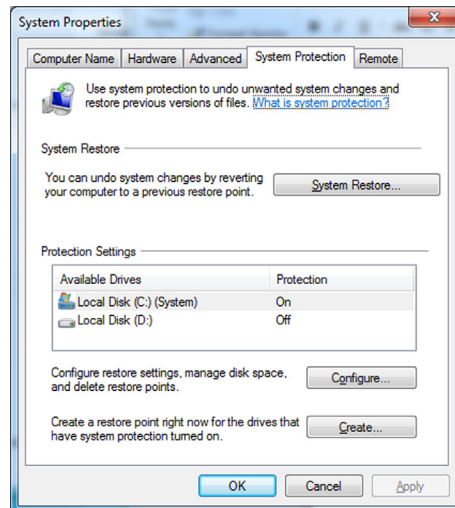 System Properties
Computer Name Hardware Advanced System Protection Remote
Use system protection to undo unwanted system changes and
restore previous versions of files. What is system protection?
System Restore
You can undo system changes by reverting
your computer to a previous restore point.
System Restore...
Protection Settings
Available Drives Protection
Local Disk (C:) (System) On
Local Disk (D:) Off
Configure restore settings, manage disk space,
and delete restore points.
Configure...
Create a restore point right now for the drives that
have system protection turned on.
Create...
OK Cancel Apply